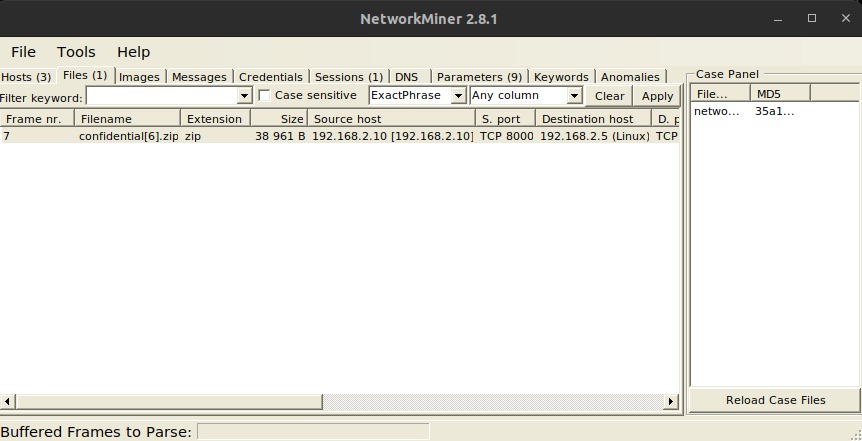 NetworkMiner 2.8.1
File Tools Help
Hosts (3) Files (1) Images Messages Credentials Sessions (1) DNS Parameters (9) Keywords Anomalies
Case Panel
Filter keyword: Case sensitive ExactPhrase Any column Clear Apply
File... MD5
Frame nr. Filename Extension Size Source host S. port Destination host D. p
netwo... 35a1...
7 confidential[6].zip zip 38 961 B 192.168.2.10 [192.168.2.10] TCP 8000 192.168.2.5 (Linux) TCP
Reload Case Files
Buffered Frames to Parse: